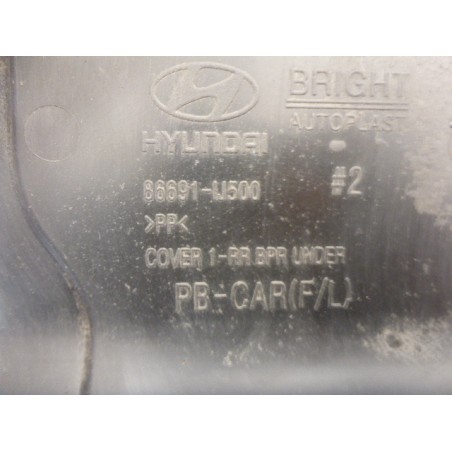 BRIGHT
AUTOPLAST
HYUNDAI
86691-1J500
#2
>PP<
COVER 1-RR.BPR UNDER
PB-CAR(F/L)